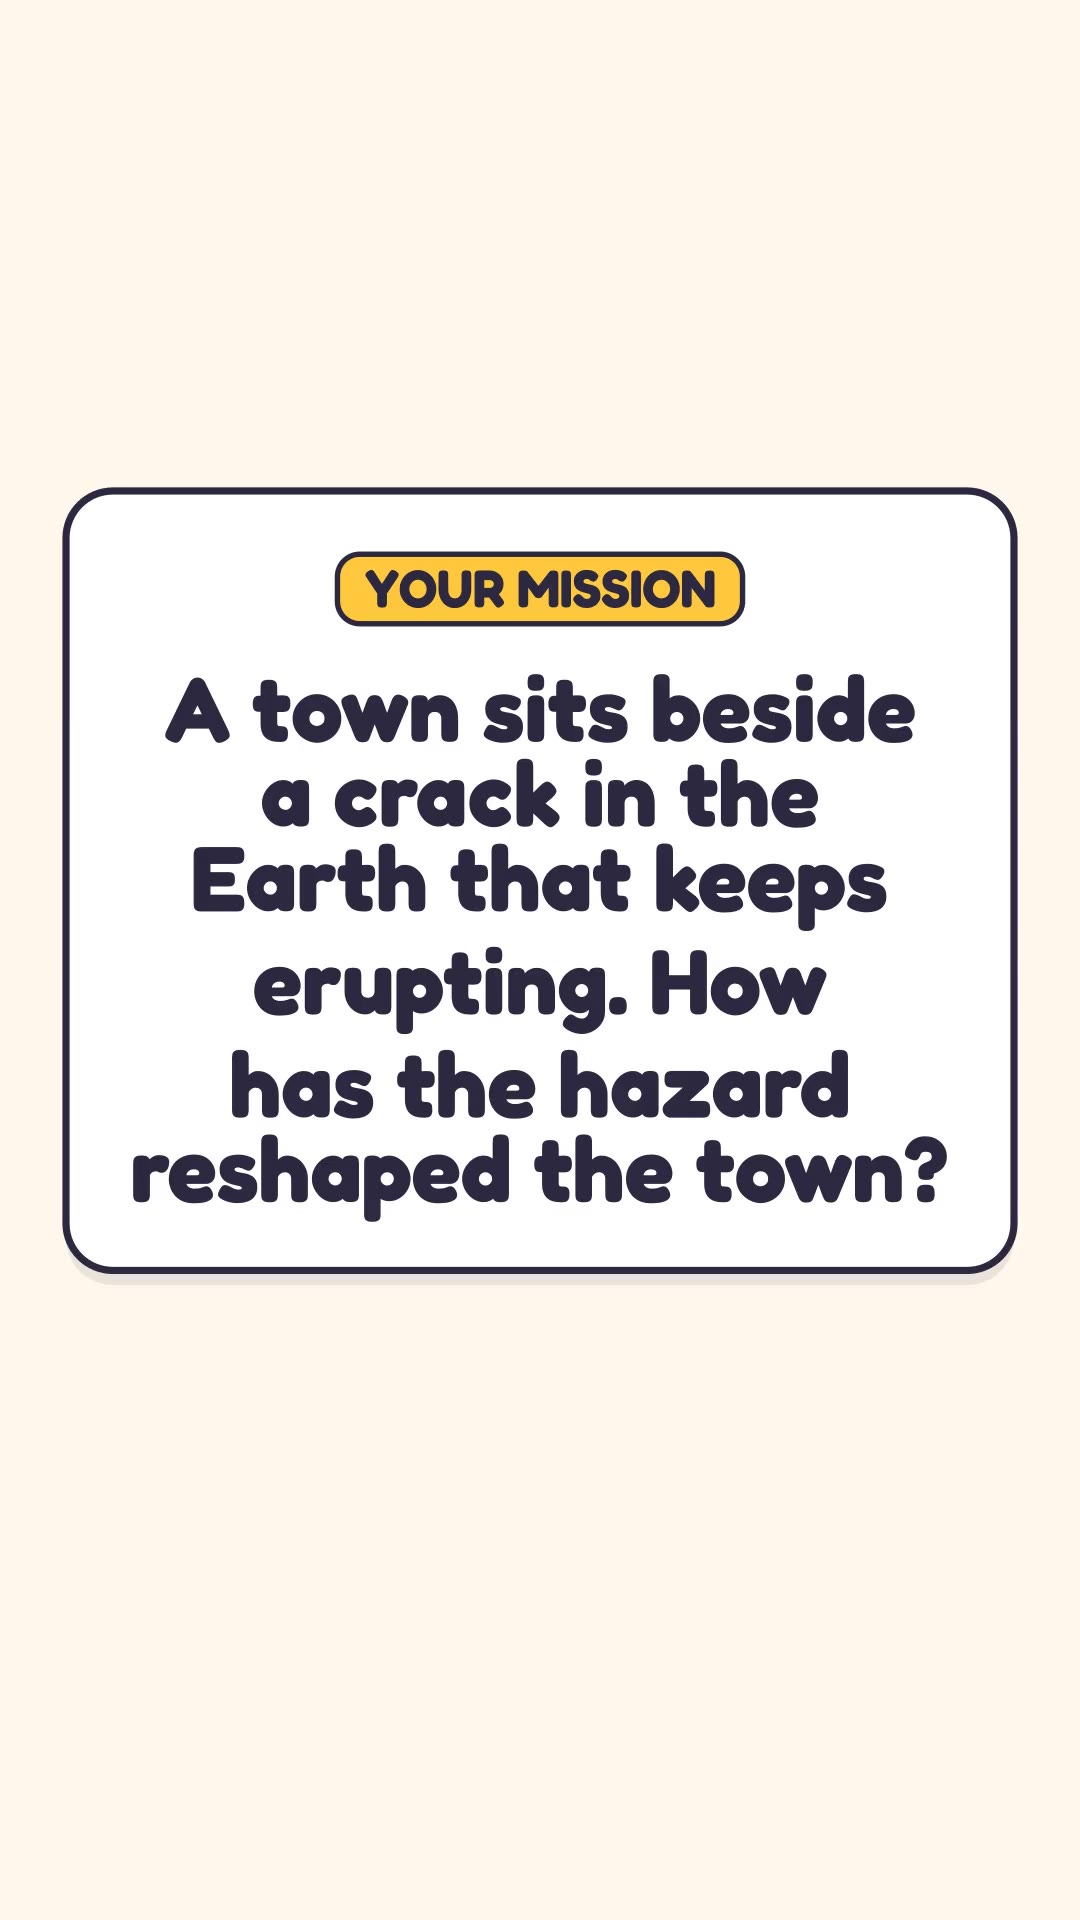 YOUR MISSION
A town sits beside
a crack in the
Earth that keeps
erupting. How
has the hazard
reshaped the town?